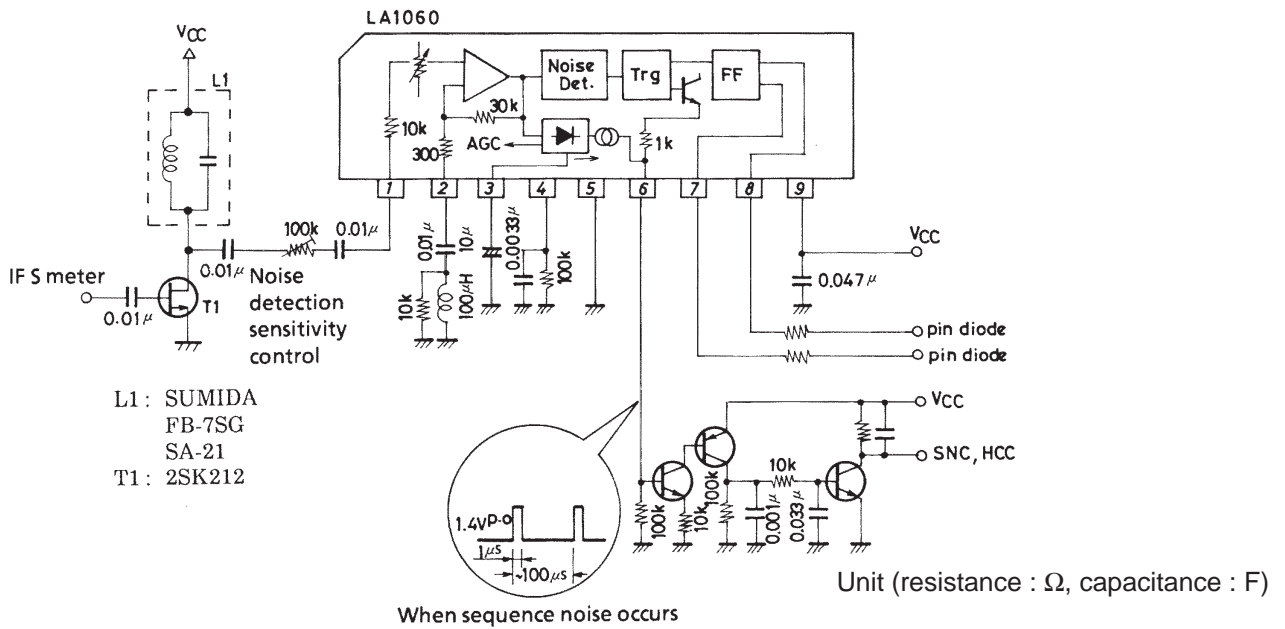 LA1060
VCC
L1
Noise Det.
Trg
FF
30k
10k
300
AGC
1k
1 2 3 4 5 6 7 8 9
100k
0.01μ
0.01μ
IF S meter
0.01μ
T1
Noise
detection
sensitivity
control
0.01μ
10μ
0.0033μ
100k
10k
100μH
VCC
0.047μ
pin diode
pin diode
L1 : SUMIDA
FB-7SG
SA-21
T1 : 2SK212
VCC
SNC, HCC
10k
100k
10k
100k
0.001μ
0.033μ
1.4VP-o
1μs
~100μs
When sequence noise occurs
Unit (resistance : Ω, capacitance : F)